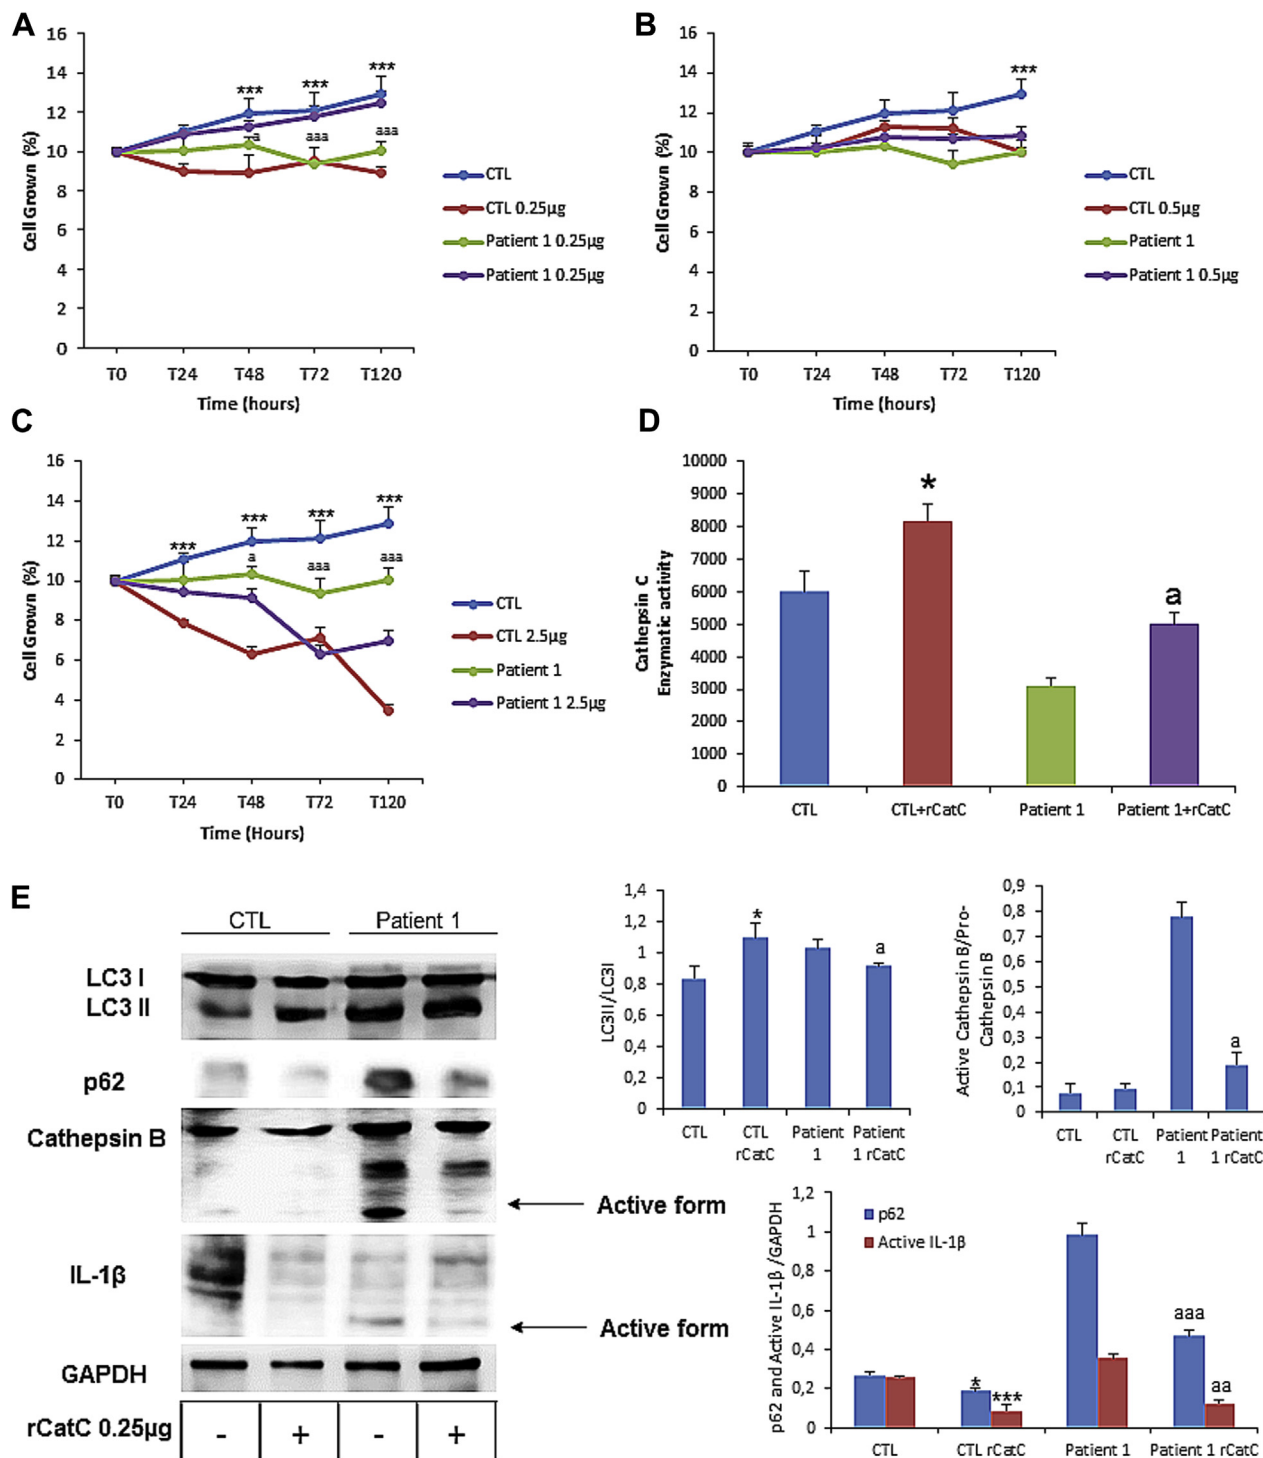 A
16
14
12
10
8
6
4
2
0
Cell Grown (%)
***
***
***
a
aaa
aaa
T0 T24 T48 T72 T120
Time (hours)
CTL
CTL 0.25µg
Patient 1 0.25µg
Patient 1 0.25µg
B
16
14
12
10
8
6
4
2
0
Cell Grown (%)
***
T0 T24 T48 T72 T120
Time (hours)
CTL
CTL 0.5µg
Patient 1
Patient 1 0.5µg
C
16
14
12
10
8
6
4
2
0
Cell Grown (%)
***
***
***
***
a
aaa
aaa
T0 T24 T48 T72 T120
Time (Hours)
CTL
CTL 2.5µg
Patient 1
Patient 1 2.5µg
D
10000
9000
8000
7000
6000
5000
4000
3000
2000
1000
0
Cathepsin C
Enzymatic activity
*
a
CTL CTL+rCatC Patient 1 Patient 1+rCatC
E
CTL Patient 1
LC3 I
LC3 II
p62
Cathepsin B
Active form
IL-1β
Active form
GAPDH
rCatC 0.25µg - + - +
1,4
1,2
1
0,8
0,6
0,4
0,2
0
LC3II/LC3I
*
a
CTL CTL Patient Patient
rCatC 1 1 rCatC
0,9
0,8
0,7
0,6
0,5
0,4
0,3
0,2
0,1
0
Active Cathepsin B/Pro-
Cathepsin B
a
CTL CTL Patient Patient
rCatC 1 1 rCatC
1,2
1
0,8
0,6
0,4
0,2
0
p62 and Active IL-1β /GAPDH
p62
Active IL-1β
*
***
aaa
aa
CTL CTL rCatC Patient 1 Patient 1 rCatC